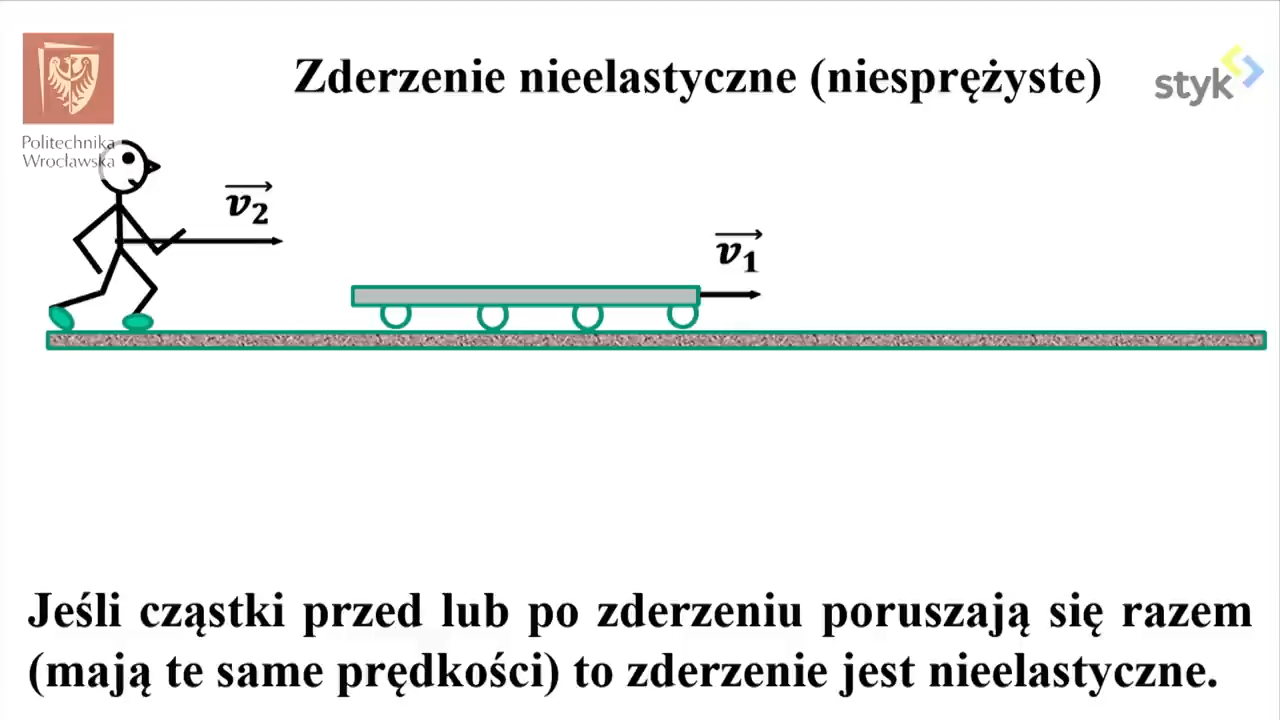 Zderzenie nieelastyczne (niesprężyste)
styk
Politechnika
Wrocławska
v₂
v₁
Jeśli cząstki przed lub po zderzeniu poruszają się razem
(mają te same prędkości) to zderzenie jest nieelastyczne.